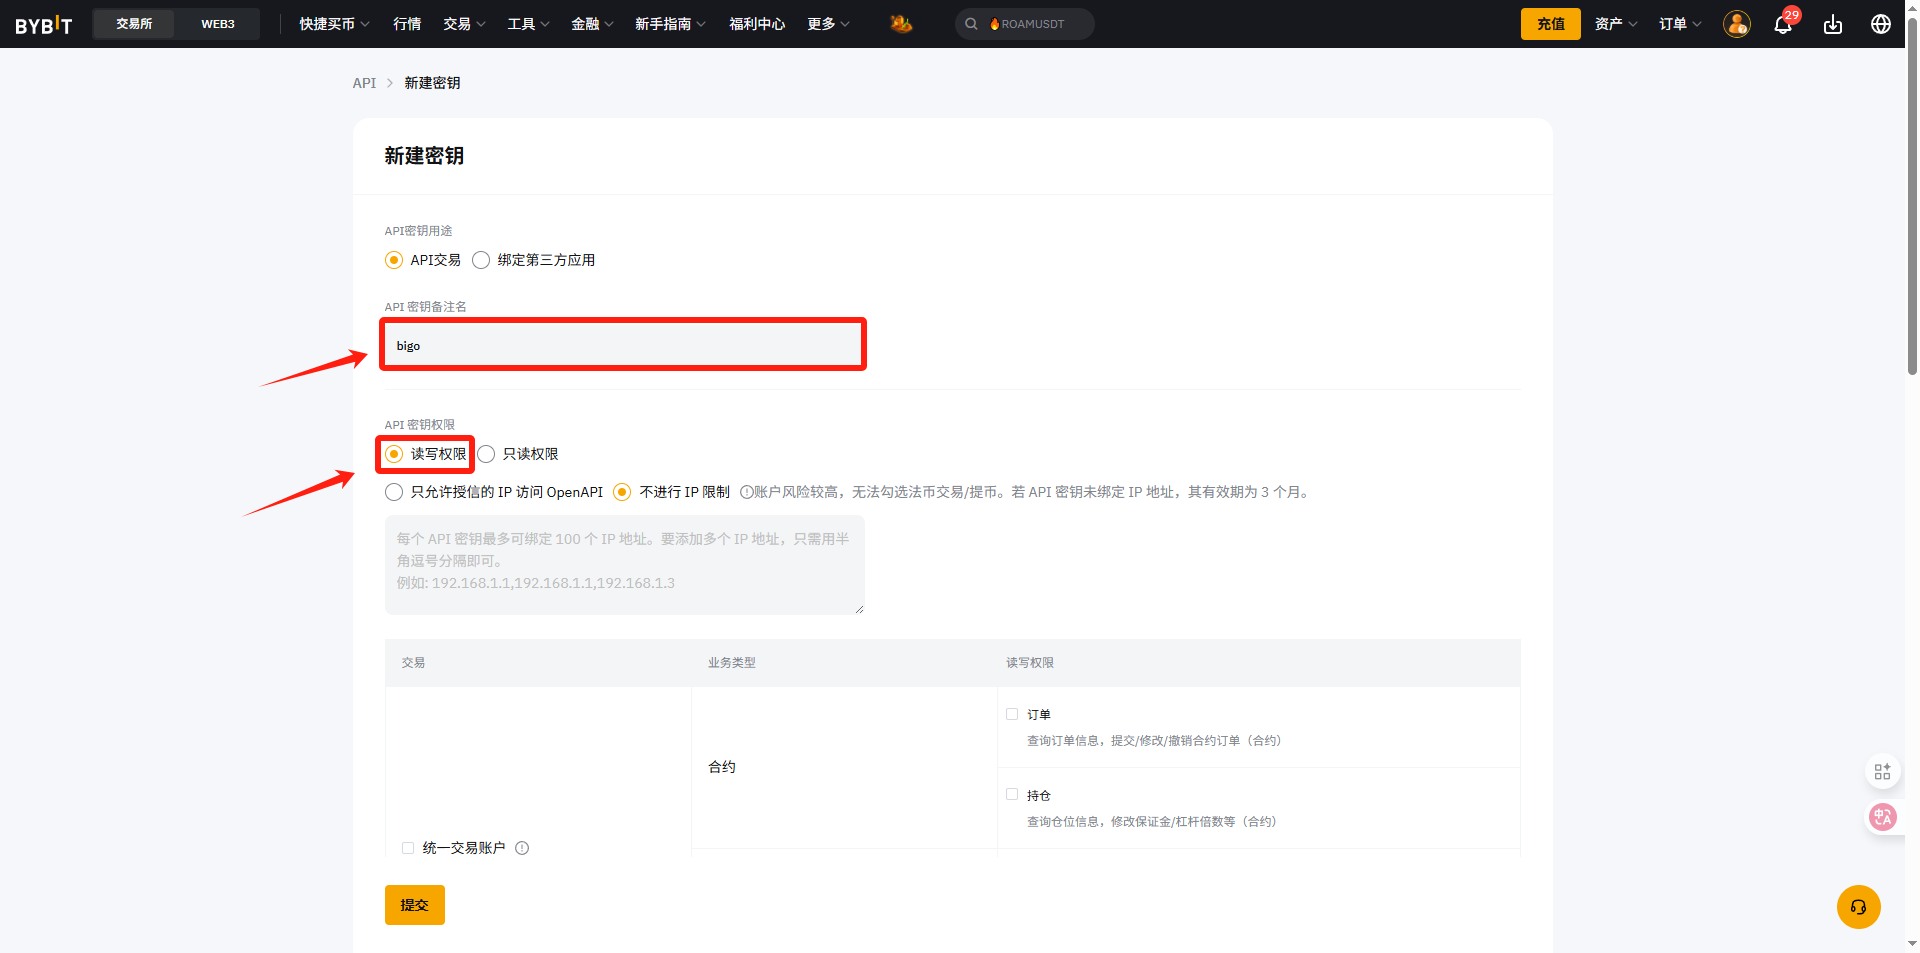 BYBIT 交易所 WEB3 快捷买币 行情 交易 工具 金融 新手指南 福利中心 更多 ROAMUSDT 充值 资产 订单 29
API > 新建密钥
新建密钥
API密钥用途
API交易 绑定第三方应用
API 密钥备注名
bigo
API 密钥权限
读写权限 只读权限
只允许授信的 IP 访问 OpenAPI 不进行 IP 限制 账户风险较高，无法勾选法币交易/提币。若 API 密钥未绑定 IP 地址，其有效期为 3 个月。
每个 API 密钥最多可绑定 100 个 IP 地址。要添加多个 IP 地址，只需用半
角逗号分隔即可。
例如: 192.168.1.1,192.168.1.1,192.168.1.3
交易 业务类型 读写权限
订单
查询订单信息，提交/修改/撤销合约订单（合约）
合约
持仓
查询仓位信息，修改保证金/杠杆倍数等（合约）
统一交易账户
提交